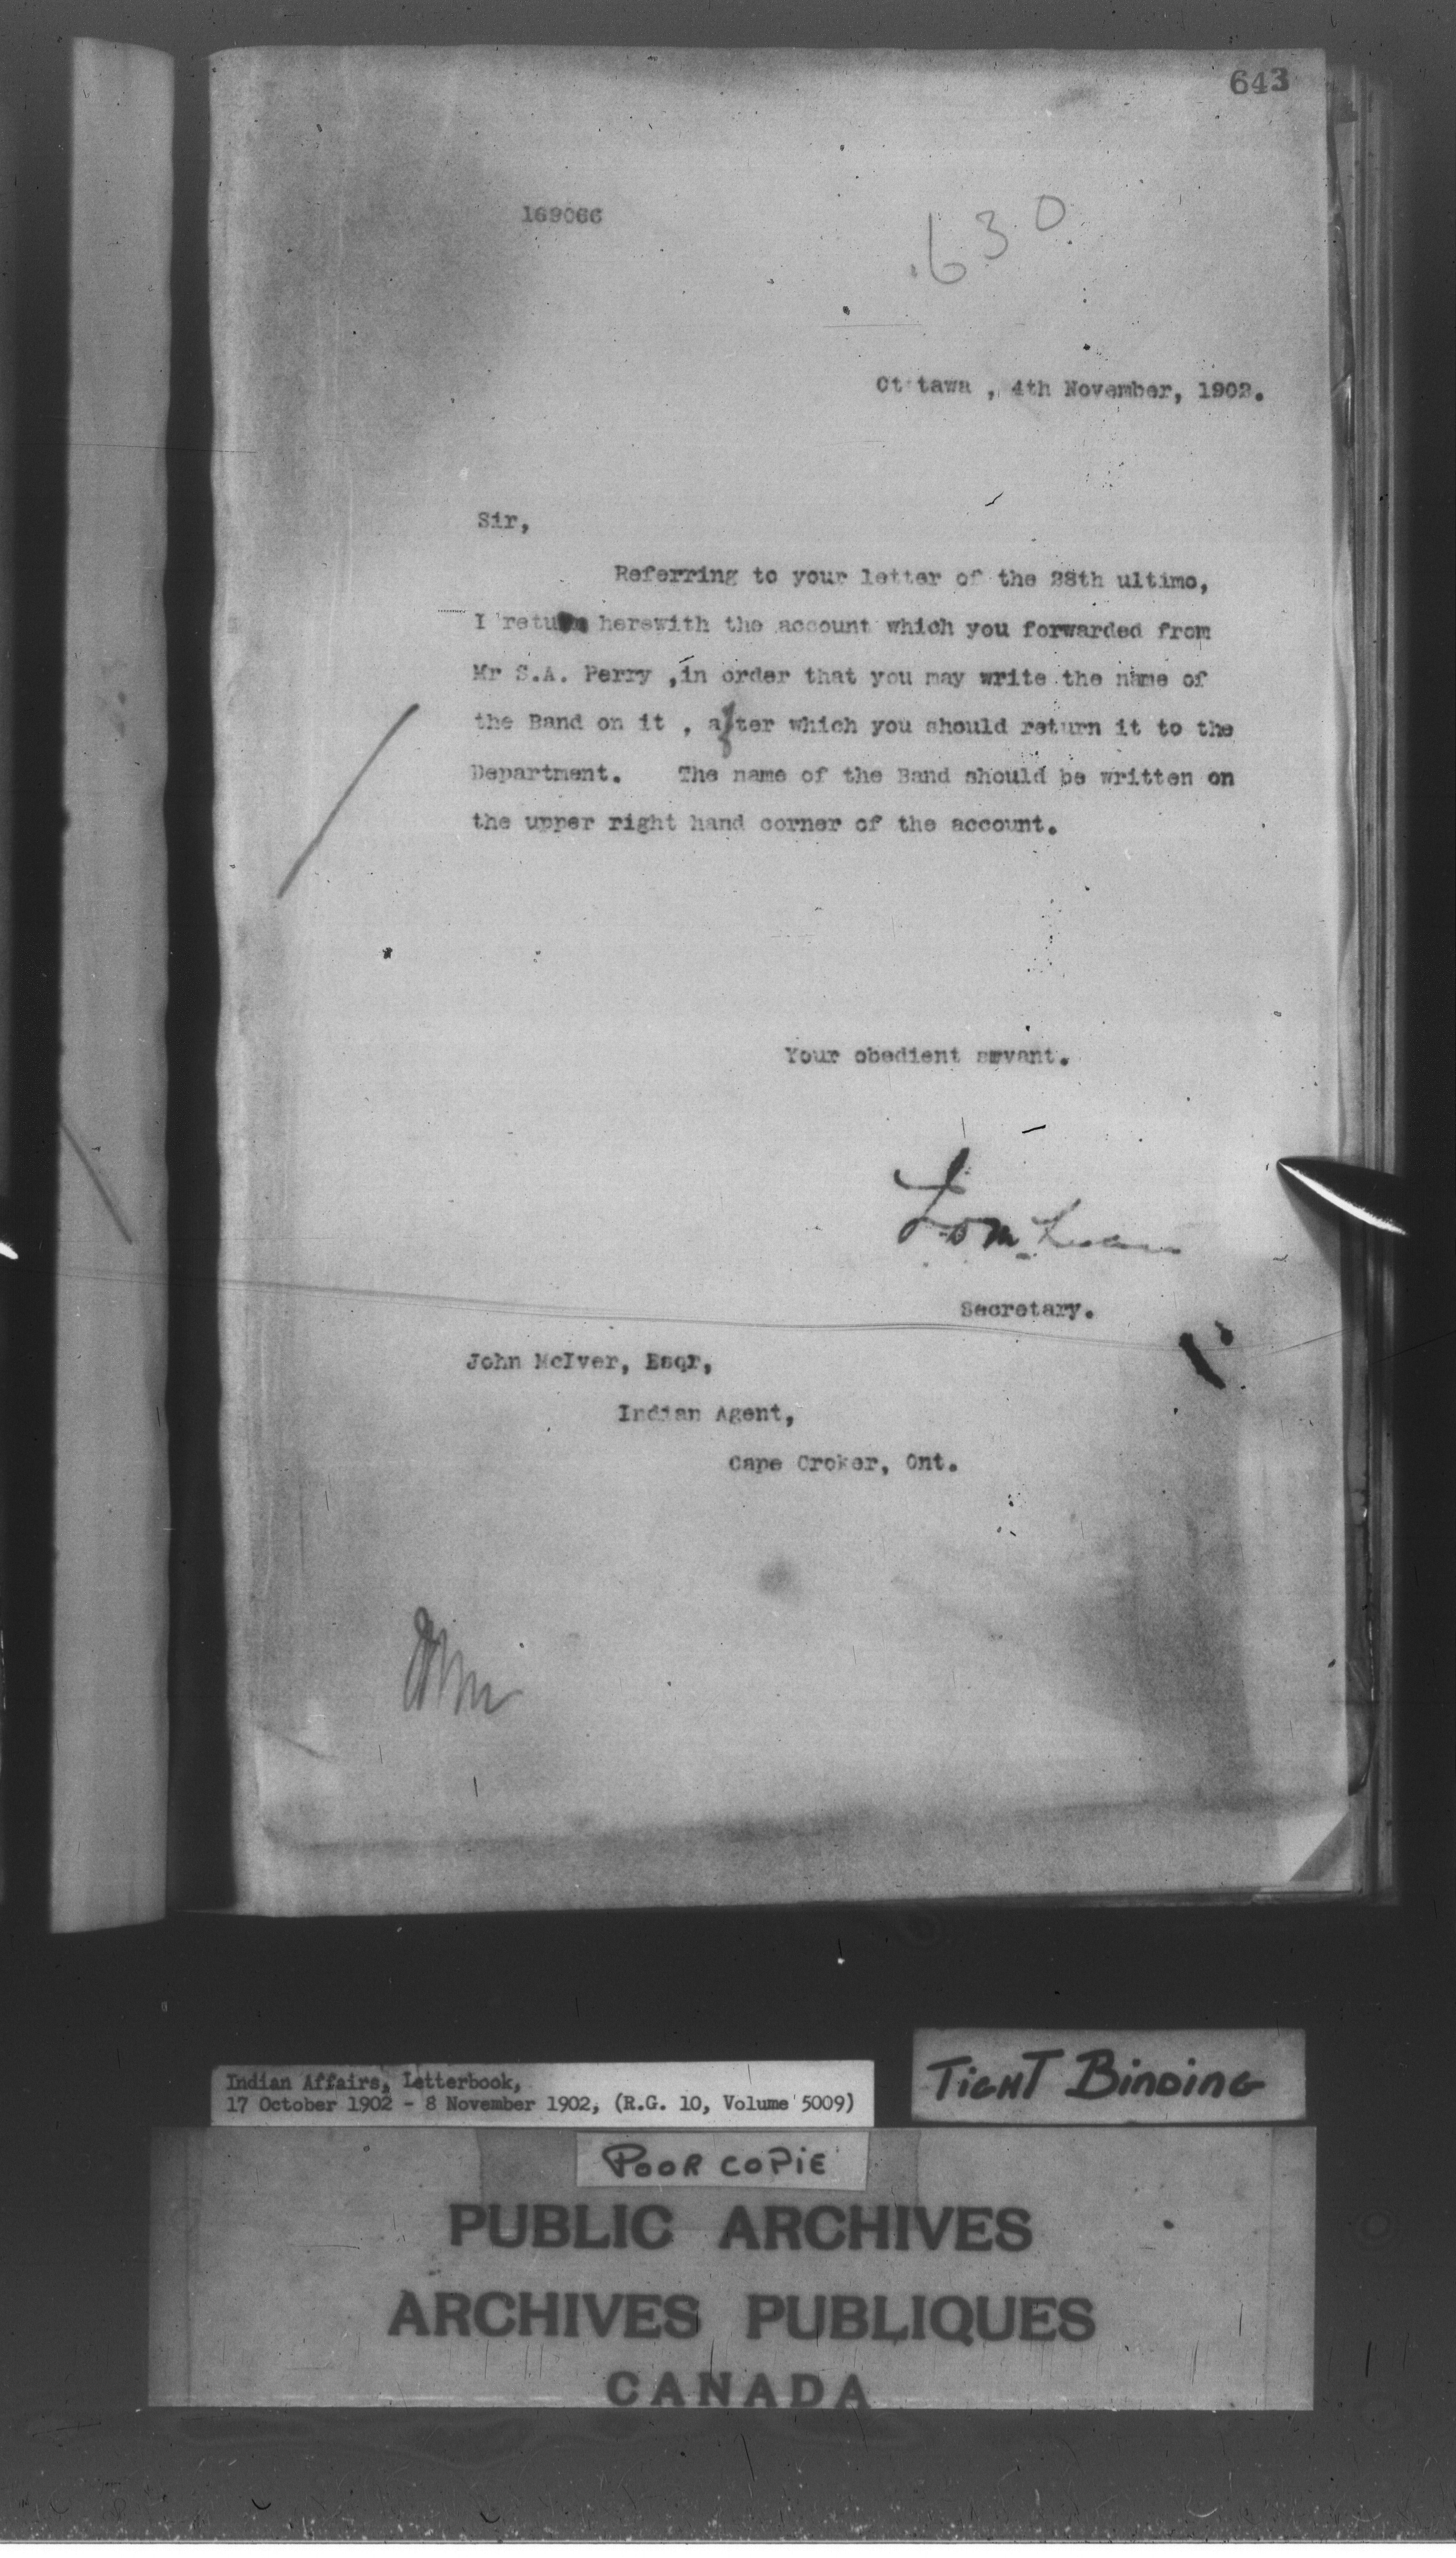 643
169066
630
Ottawa , 4th November, 1902.
Sir,
Referring to your letter of the 28th ultimo,
I return herewith the account which you forwarded from
Mr S.A. Perry ,in order that you may write the name of
the Band on it , after which you should return it to the
Department. The name of the Band should be written on
the upper right hand corner of the account.
Your obedient servant.
Secretary.
John McIver, Esqr,
Indian Agent,
Cape Croker, Ont.
Indian Affairs, Letterbook,
17 October 1902 - 8 November 1902, (R.G. 10, Volume 5009)
TIGHT BINDING
POOR COPIE
PUBLIC ARCHIVES
ARCHIVES PUBLIQUES
CANADA